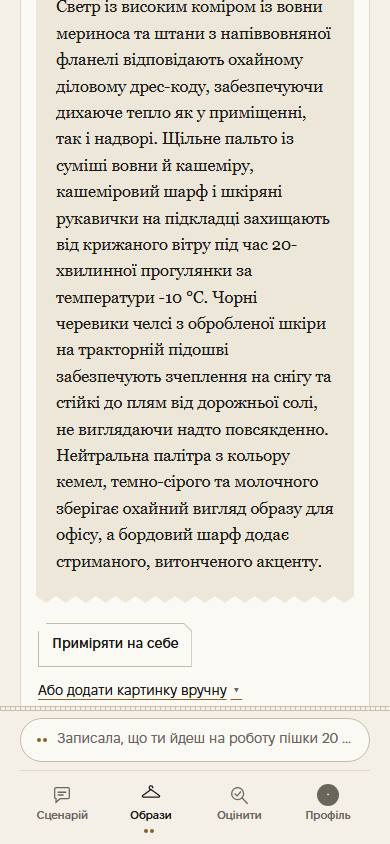 Светр із високим коміром із вовни
мериноса та штани з напіввовняної
фланелі відповідають охайному
діловому дрес-коду, забезпечуючи
дихаюче тепло як у приміщенні,
так і надворі. Щільне пальто із
суміші вовни й кашеміру,
кашеміровий шарф і шкіряні
рукавички на підкладці захищають
від крижаного вітру під час 20-
хвилинної прогулянки за
температури -10 °C. Чорні
черевики челсі з обробленої шкіри
на тракторній підошві
забезпечують зчеплення на снігу та
стійкі до плям від дорожньої солі,
не виглядаючи надто повсякденно.
Нейтральна палітра з кольору
кемел, темно-сірого та молочного
зберігає охайний вигляд образу для
офісу, а бордовий шарф додає
стриманого, витонченого акценту.
Приміряти на себе
Або додати картинку вручну ▾
Записала, що ти йдеш на роботу пішки 20 ...
Сценарій
Образи
Оцінити
Профіль